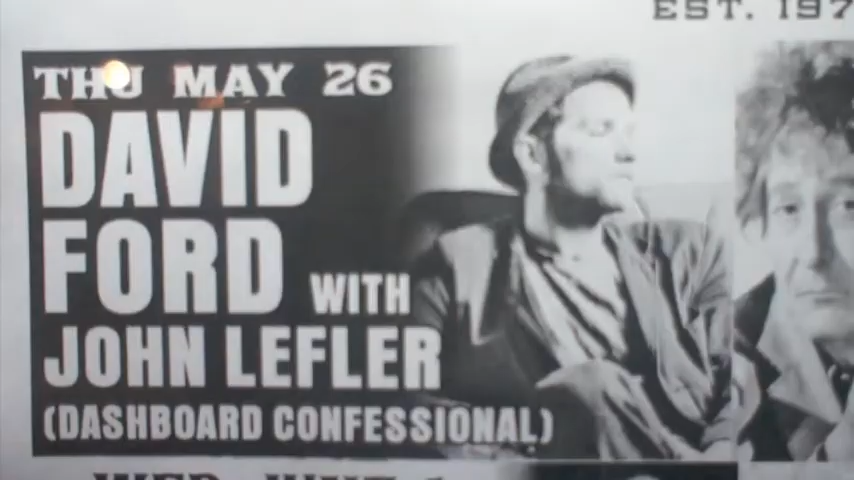 EST. 197
THU MAY 26
DAVID
FORD WITH
JOHN LEFLER
(DASHBOARD CONFESSIONAL)